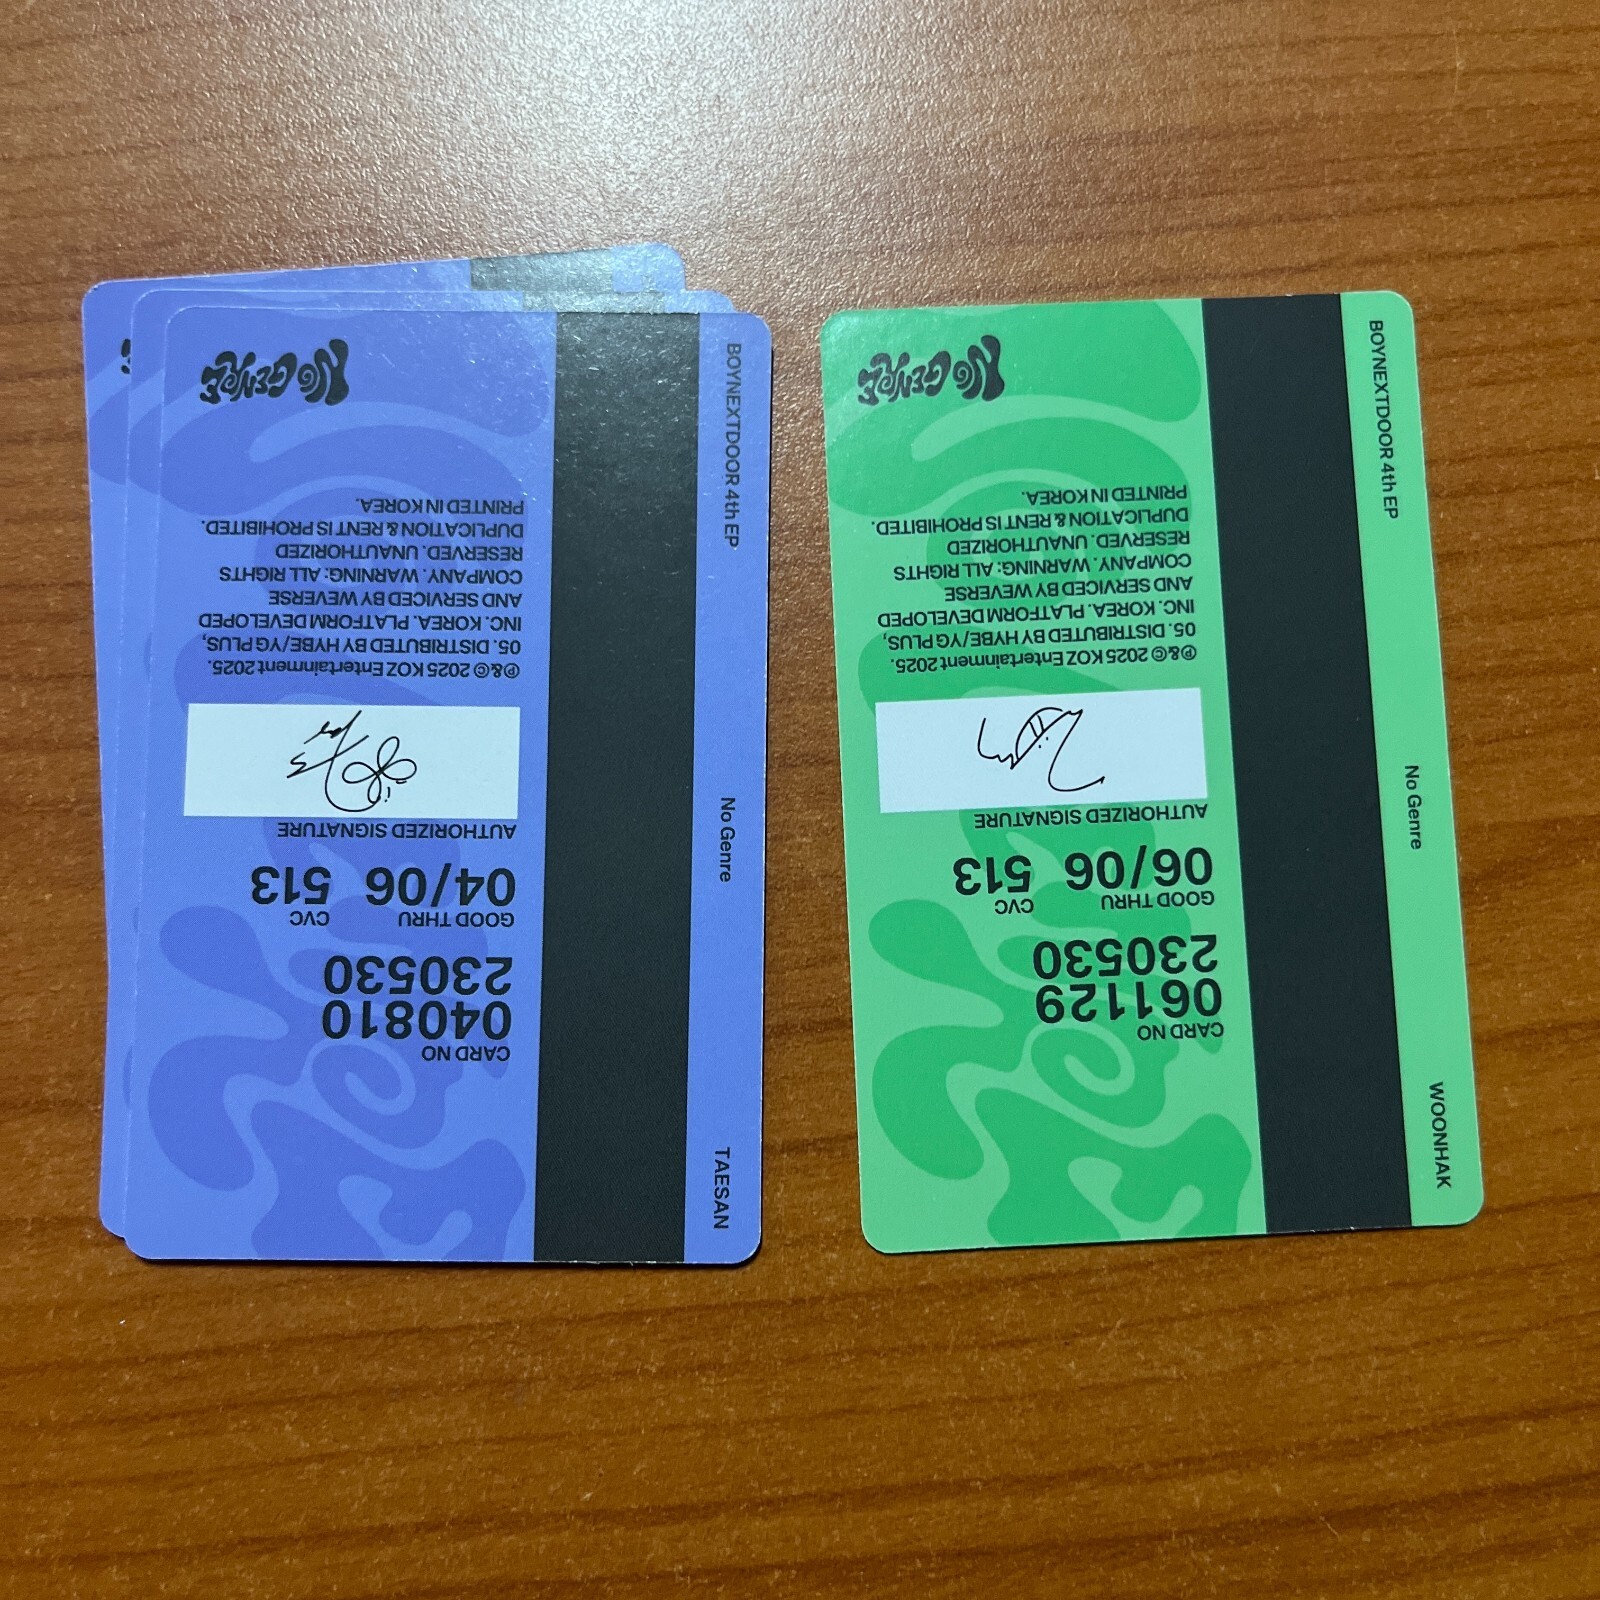 BOYNEXTDOOR 4th EP
No Genre
TAESAN
CARD NO
040810
230530
GOOD THRU
CVC
04/06
513
AUTHORIZED SIGNATURE
℗&© 2025 KOZ Entertainment 2025.
05. DISTRIBUTED BY HYBE/YG PLUS,
INC. KOREA. PLATFORM DEVELOPED
AND SERVICED BY WEVERSE
COMPANY. WARNING: ALL RIGHTS
RESERVED. UNAUTHORIZED
DUPLICATION & RENT IS PROHIBITED.
PRINTED IN KOREA.
NO GENRE
BOYNEXTDOOR 4th EP
No Genre
WOONHAK
CARD NO
061129
230530
GOOD THRU
CVC
06/06
513
AUTHORIZED SIGNATURE
℗&© 2025 KOZ Entertainment 2025.
05. DISTRIBUTED BY HYBE/YG PLUS,
INC. KOREA. PLATFORM DEVELOPED
AND SERVICED BY WEVERSE
COMPANY. WARNING: ALL RIGHTS
RESERVED. UNAUTHORIZED
DUPLICATION & RENT IS PROHIBITED.
PRINTED IN KOREA.
NO GENRE